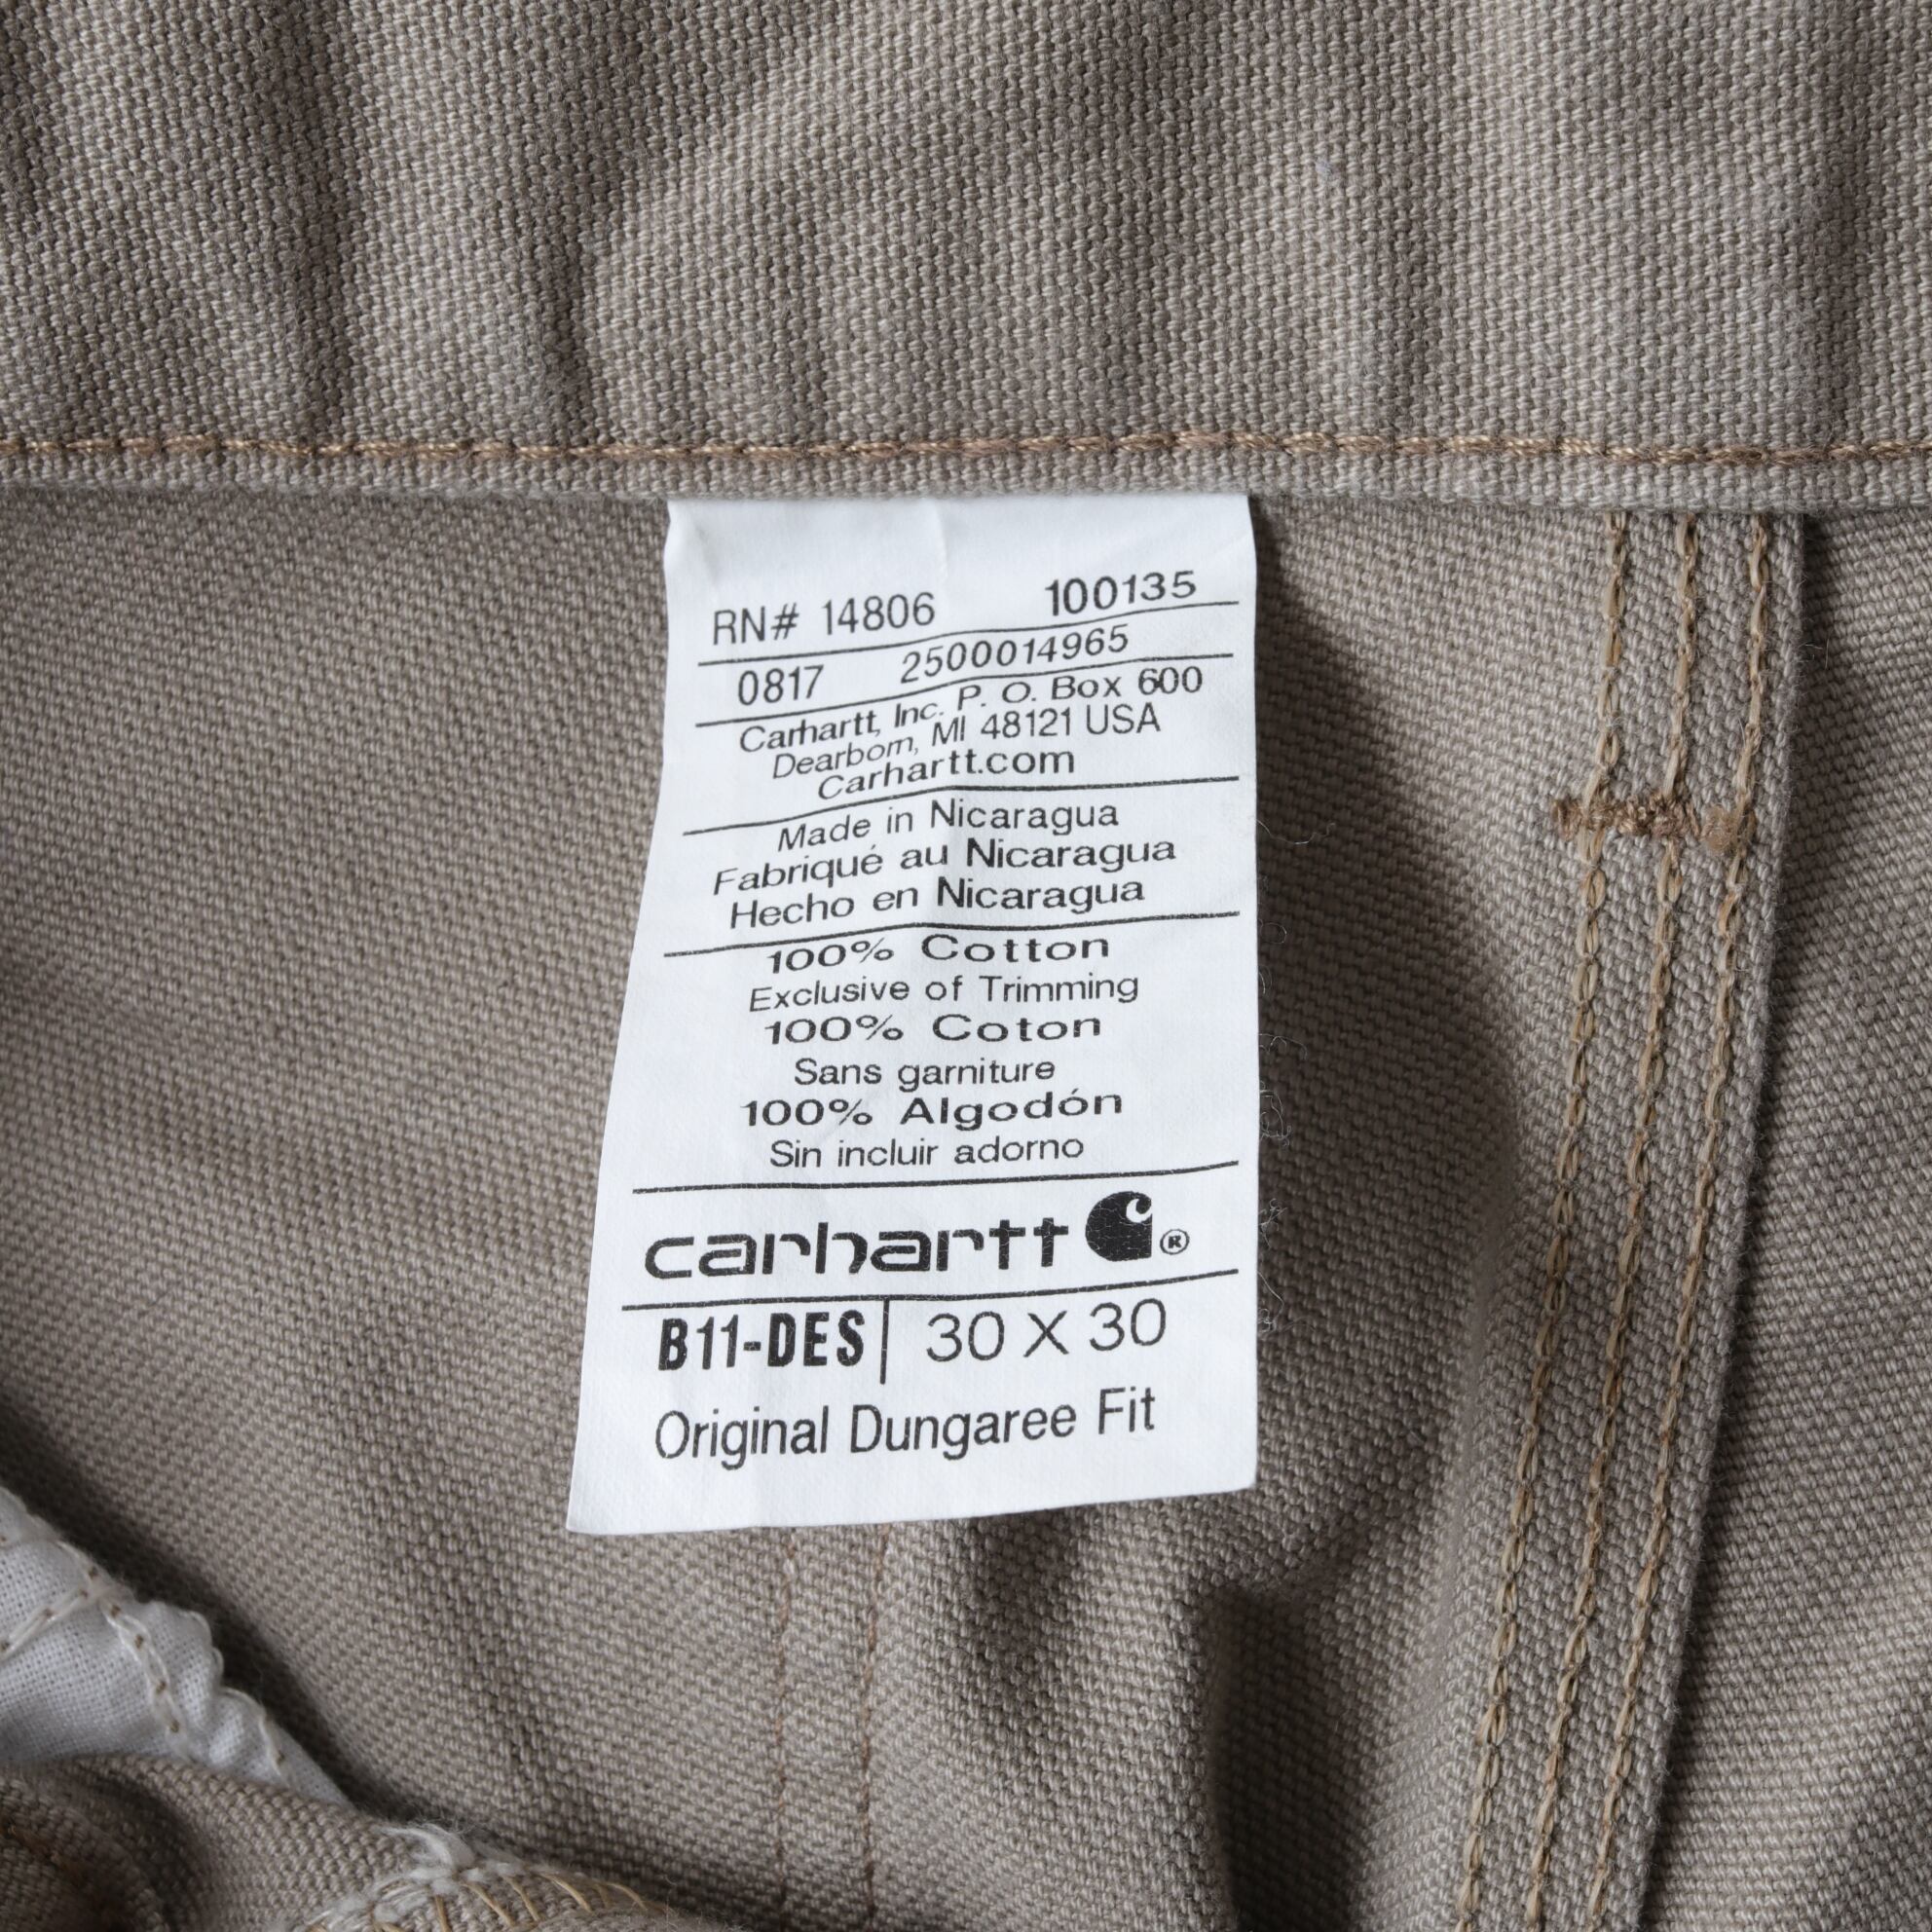 RN# 14806 100135
0817 2500014965
Carhartt, Inc. P. O. Box 600
Dearborn, MI 48121 USA
Carhartt.com
Made in Nicaragua
Fabriqué au Nicaragua
Hecho en Nicaragua
100% Cotton
Exclusive of Trimming
100% Coton
Sans garniture
100% Algodón
Sin incluir adorno
carhartt ®
B11-DES | 30 X 30
Original Dungaree Fit